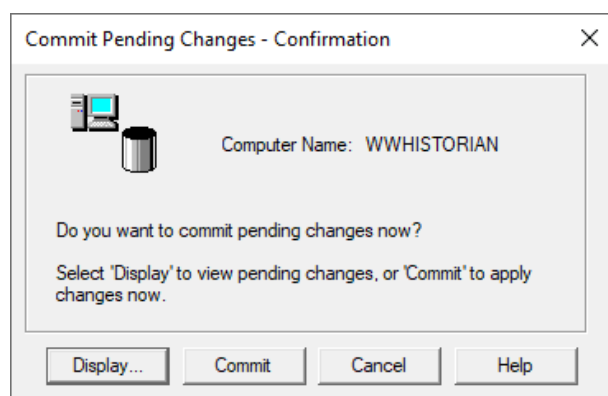 Commit Pending Changes - Confirmation
Computer Name: WWHISTORIAN
Do you want to commit pending changes now?
Select 'Display' to view pending changes, or 'Commit' to apply
changes now.
Display... Commit Cancel Help